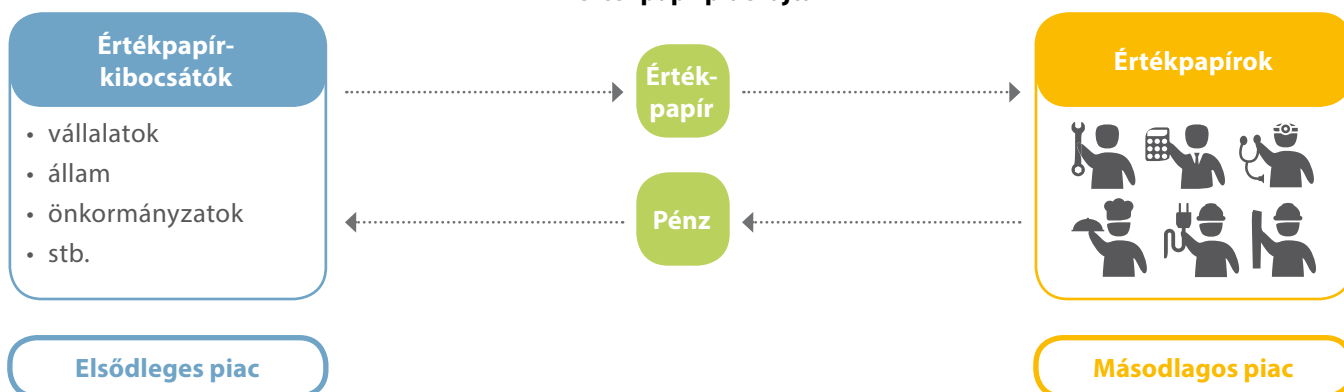 Értékpapír-
kibocsátók
• vállalatok
• állam
• önkormányzatok
• stb.
Érték-
papír
Pénz
Értékpapírok
Elsődleges piac
Másodlagos piac